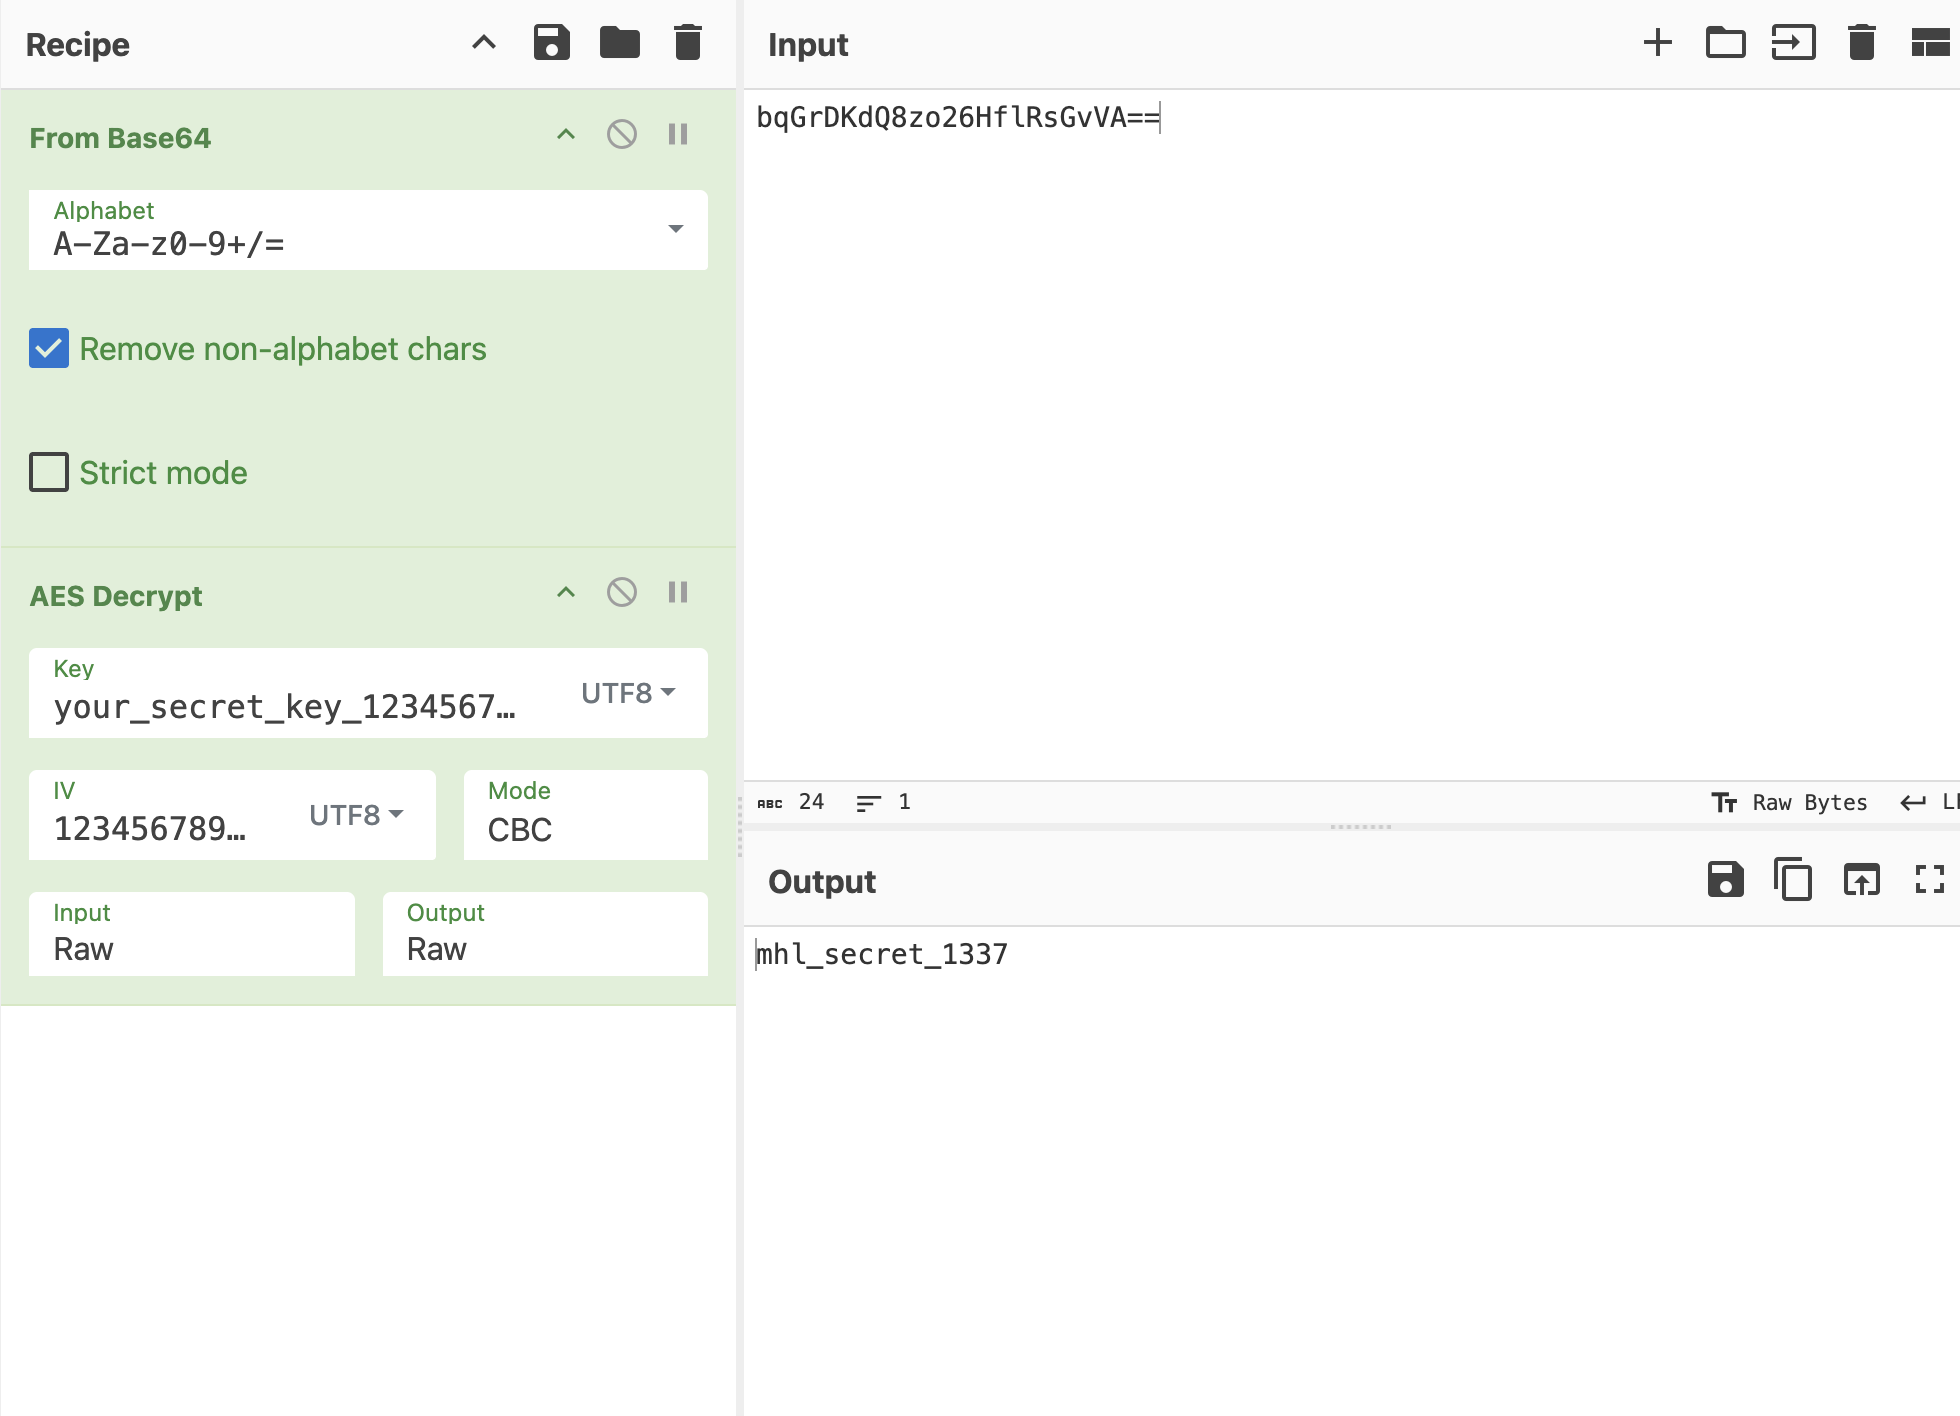 Recipe
From Base64
Alphabet
A-Za-z0-9+/=
Remove non-alphabet chars
Strict mode
AES Decrypt
Key
your_secret_key_1234567…
UTF8
IV
123456789…
UTF8
Mode
CBC
Input
Raw
Output
Raw
Input
bqGrDKdQ8zo26HflRsGvVA==
ABC 24 1
Tт Raw Bytes
Output
mhl_secret_1337